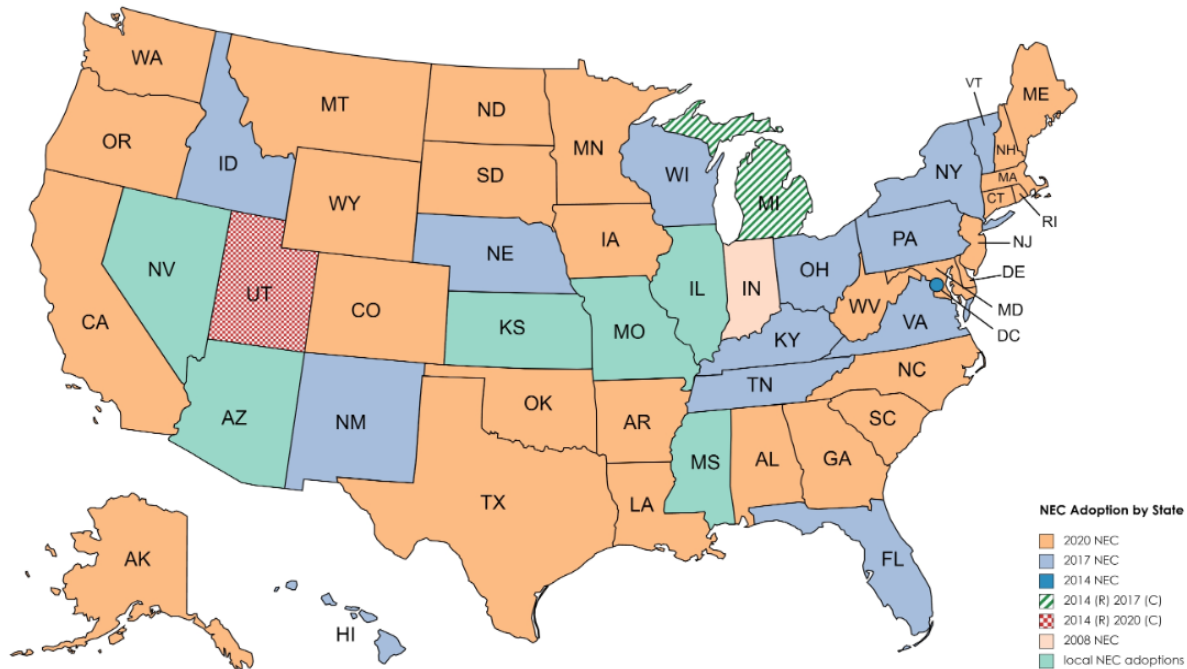 WA
MT
ND
MN
VT
ME
OR
ID
SD
WI
NY
NH
MA
WY
MI
CT
RI
IA
NE
PA
NJ
NV
OH
UT
IL
IN
DE
CO
WV
MD
CA
KS
MO
VA
DC
KY
NC
TN
AZ
OK
NM
AR
SC
MS
AL
GA
TX
LA
NEC Adoption by State
2020 NEC
AK
FL
2017 NEC
2014 NEC
2014 (R) 2017 (C)
HI
2014 (R) 2020 (C)
2008 NEC
local NEC adoptions